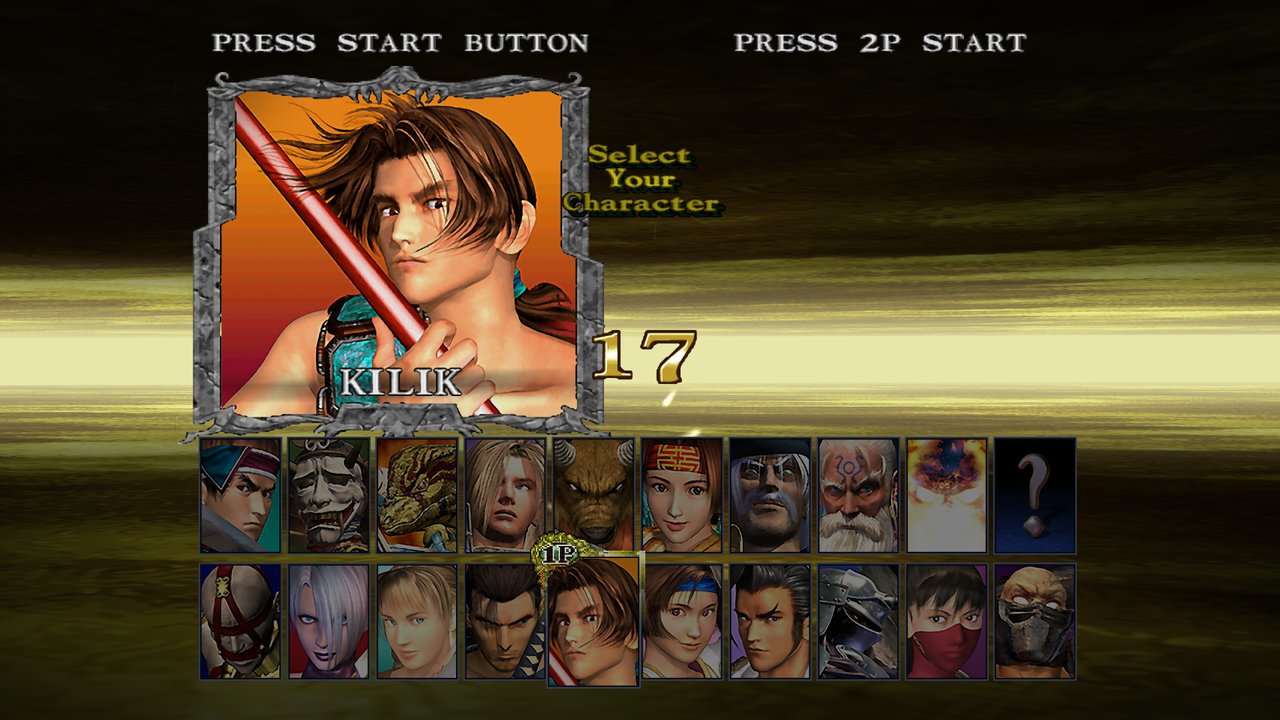 PRESS START BUTTON
PRESS 2P START
Select
Your
Character
17
KILIK
?
1P